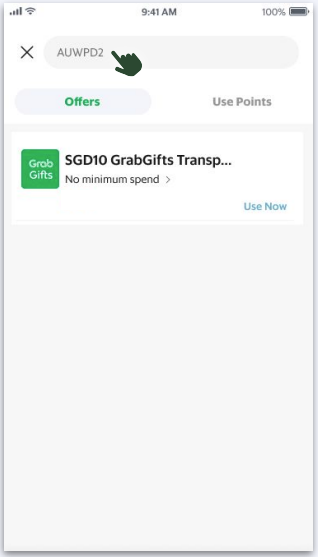 9:41 AM
100%
AUWPD2
Offers
Use Points
Grab
Gifts
SGD10 GrabGifts Transp...
No minimum spend >
Use Now